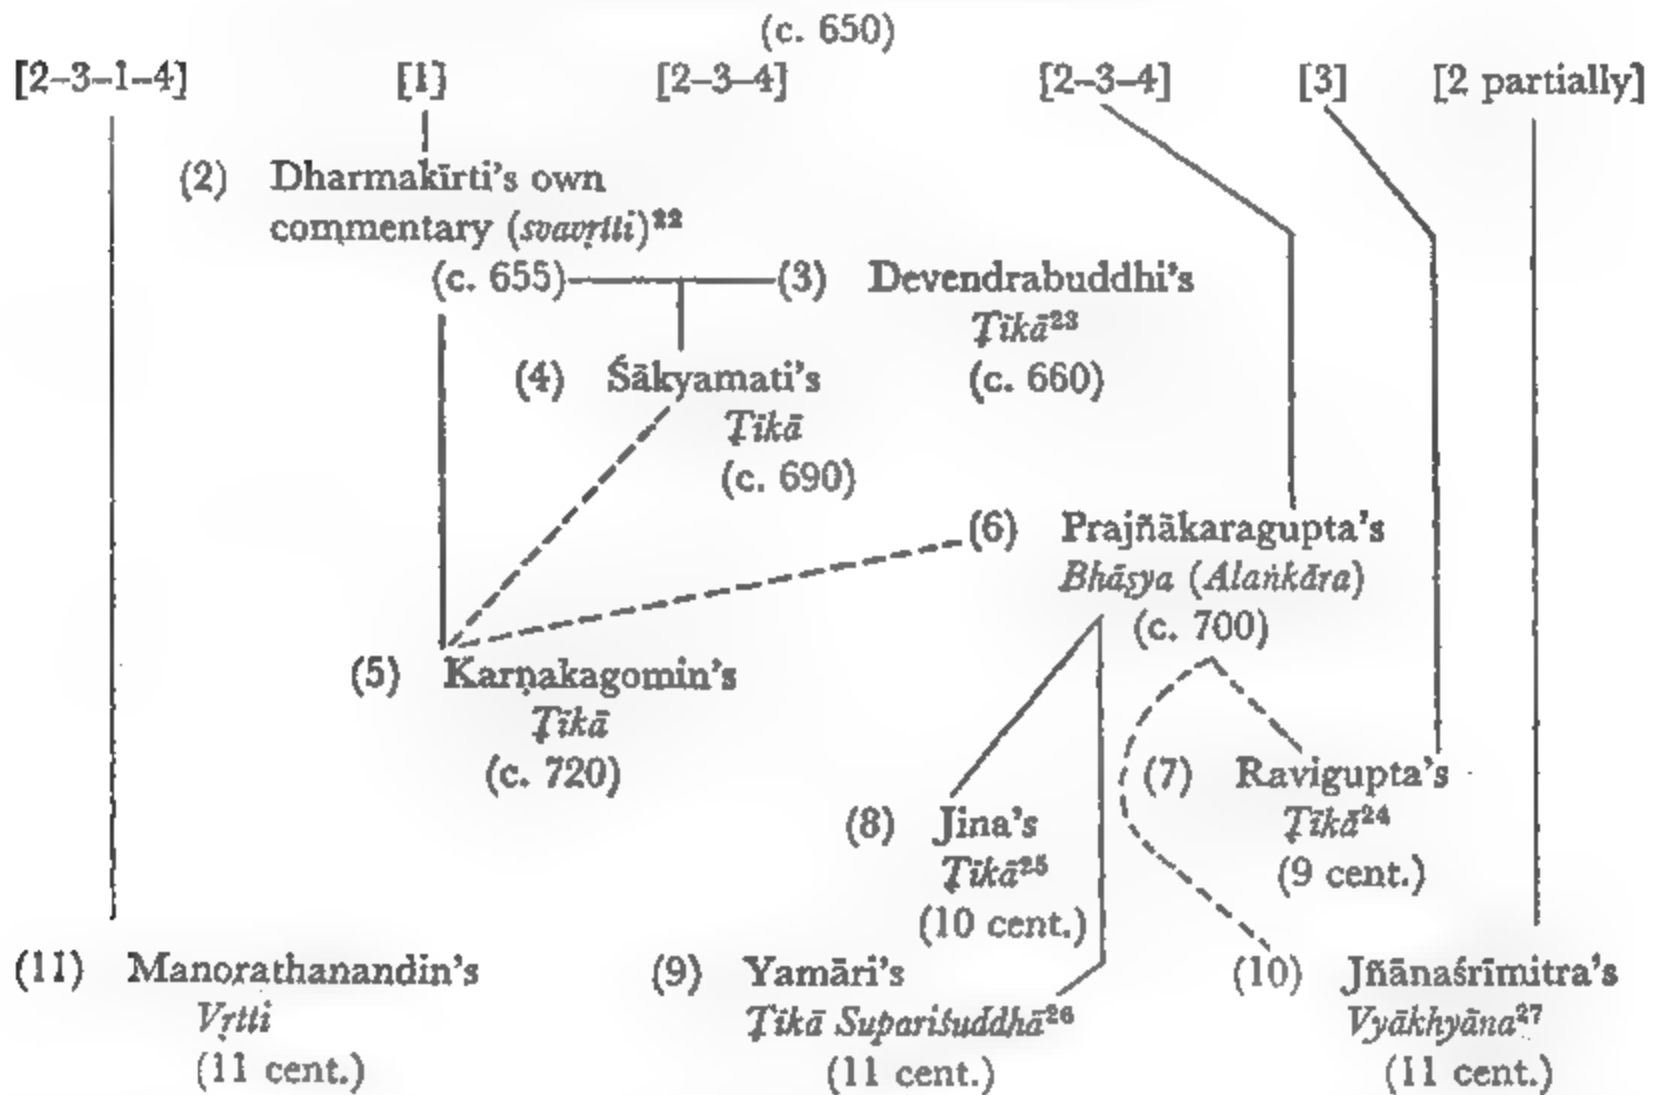 (c. 650)
[2–3–1–4] [1] [2–3–4] [2–3–4] [3] [2 partially]
(2) Dharmakīrti’s own
commentary (svavṛtti)²²
(c. 655) (3) Devendrabuddhi’s
Ṭīkā²³
(4) Śākyamati’s (c. 660)
Ṭīkā
(c. 690)
(6) Prajñākaragupta’s
Bhāṣya (Alaṅkāra)
(c. 700)
(5) Karṇakagomin’s
Ṭīkā
(c. 720) (7) Ravigupta’s
(8) Jina’s Ṭīkā²⁴
Ṭīkā²⁵ (9 cent.)
(10 cent.)
(11) Manorathanandin’s (9) Yamāri’s (10) Jñānaśrīmitra’s
Vṛtti Ṭīkā Supariśuddhā²⁶ Vyākhyāna²⁷
(11 cent.) (11 cent.) (11 cent.)